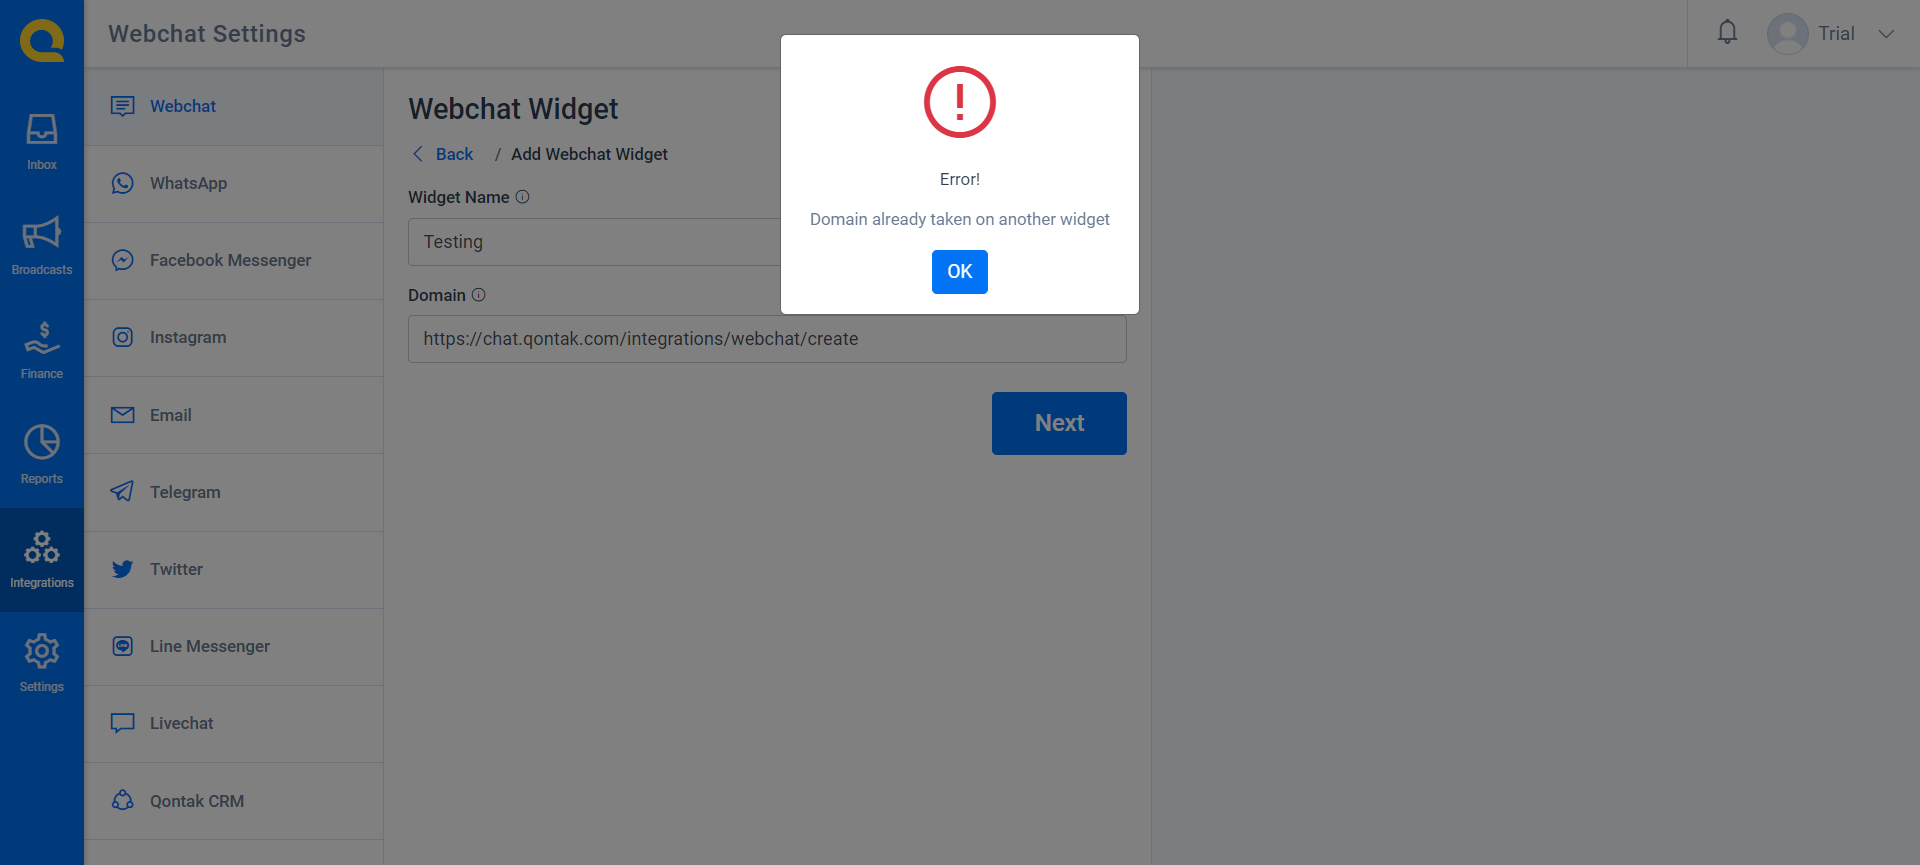 Webchat Settings
Trial
Inbox
Broadcasts
Finance
Reports
Integrations
Settings
Webchat
WhatsApp
Facebook Messenger
Instagram
Email
Telegram
Twitter
Line Messenger
Livechat
Qontak CRM
Webchat Widget
Back / Add Webchat Widget
Widget Name
Testing
Domain
https://chat.qontak.com/integrations/webchat/create
Next
Error!
Domain already taken on another widget
OK